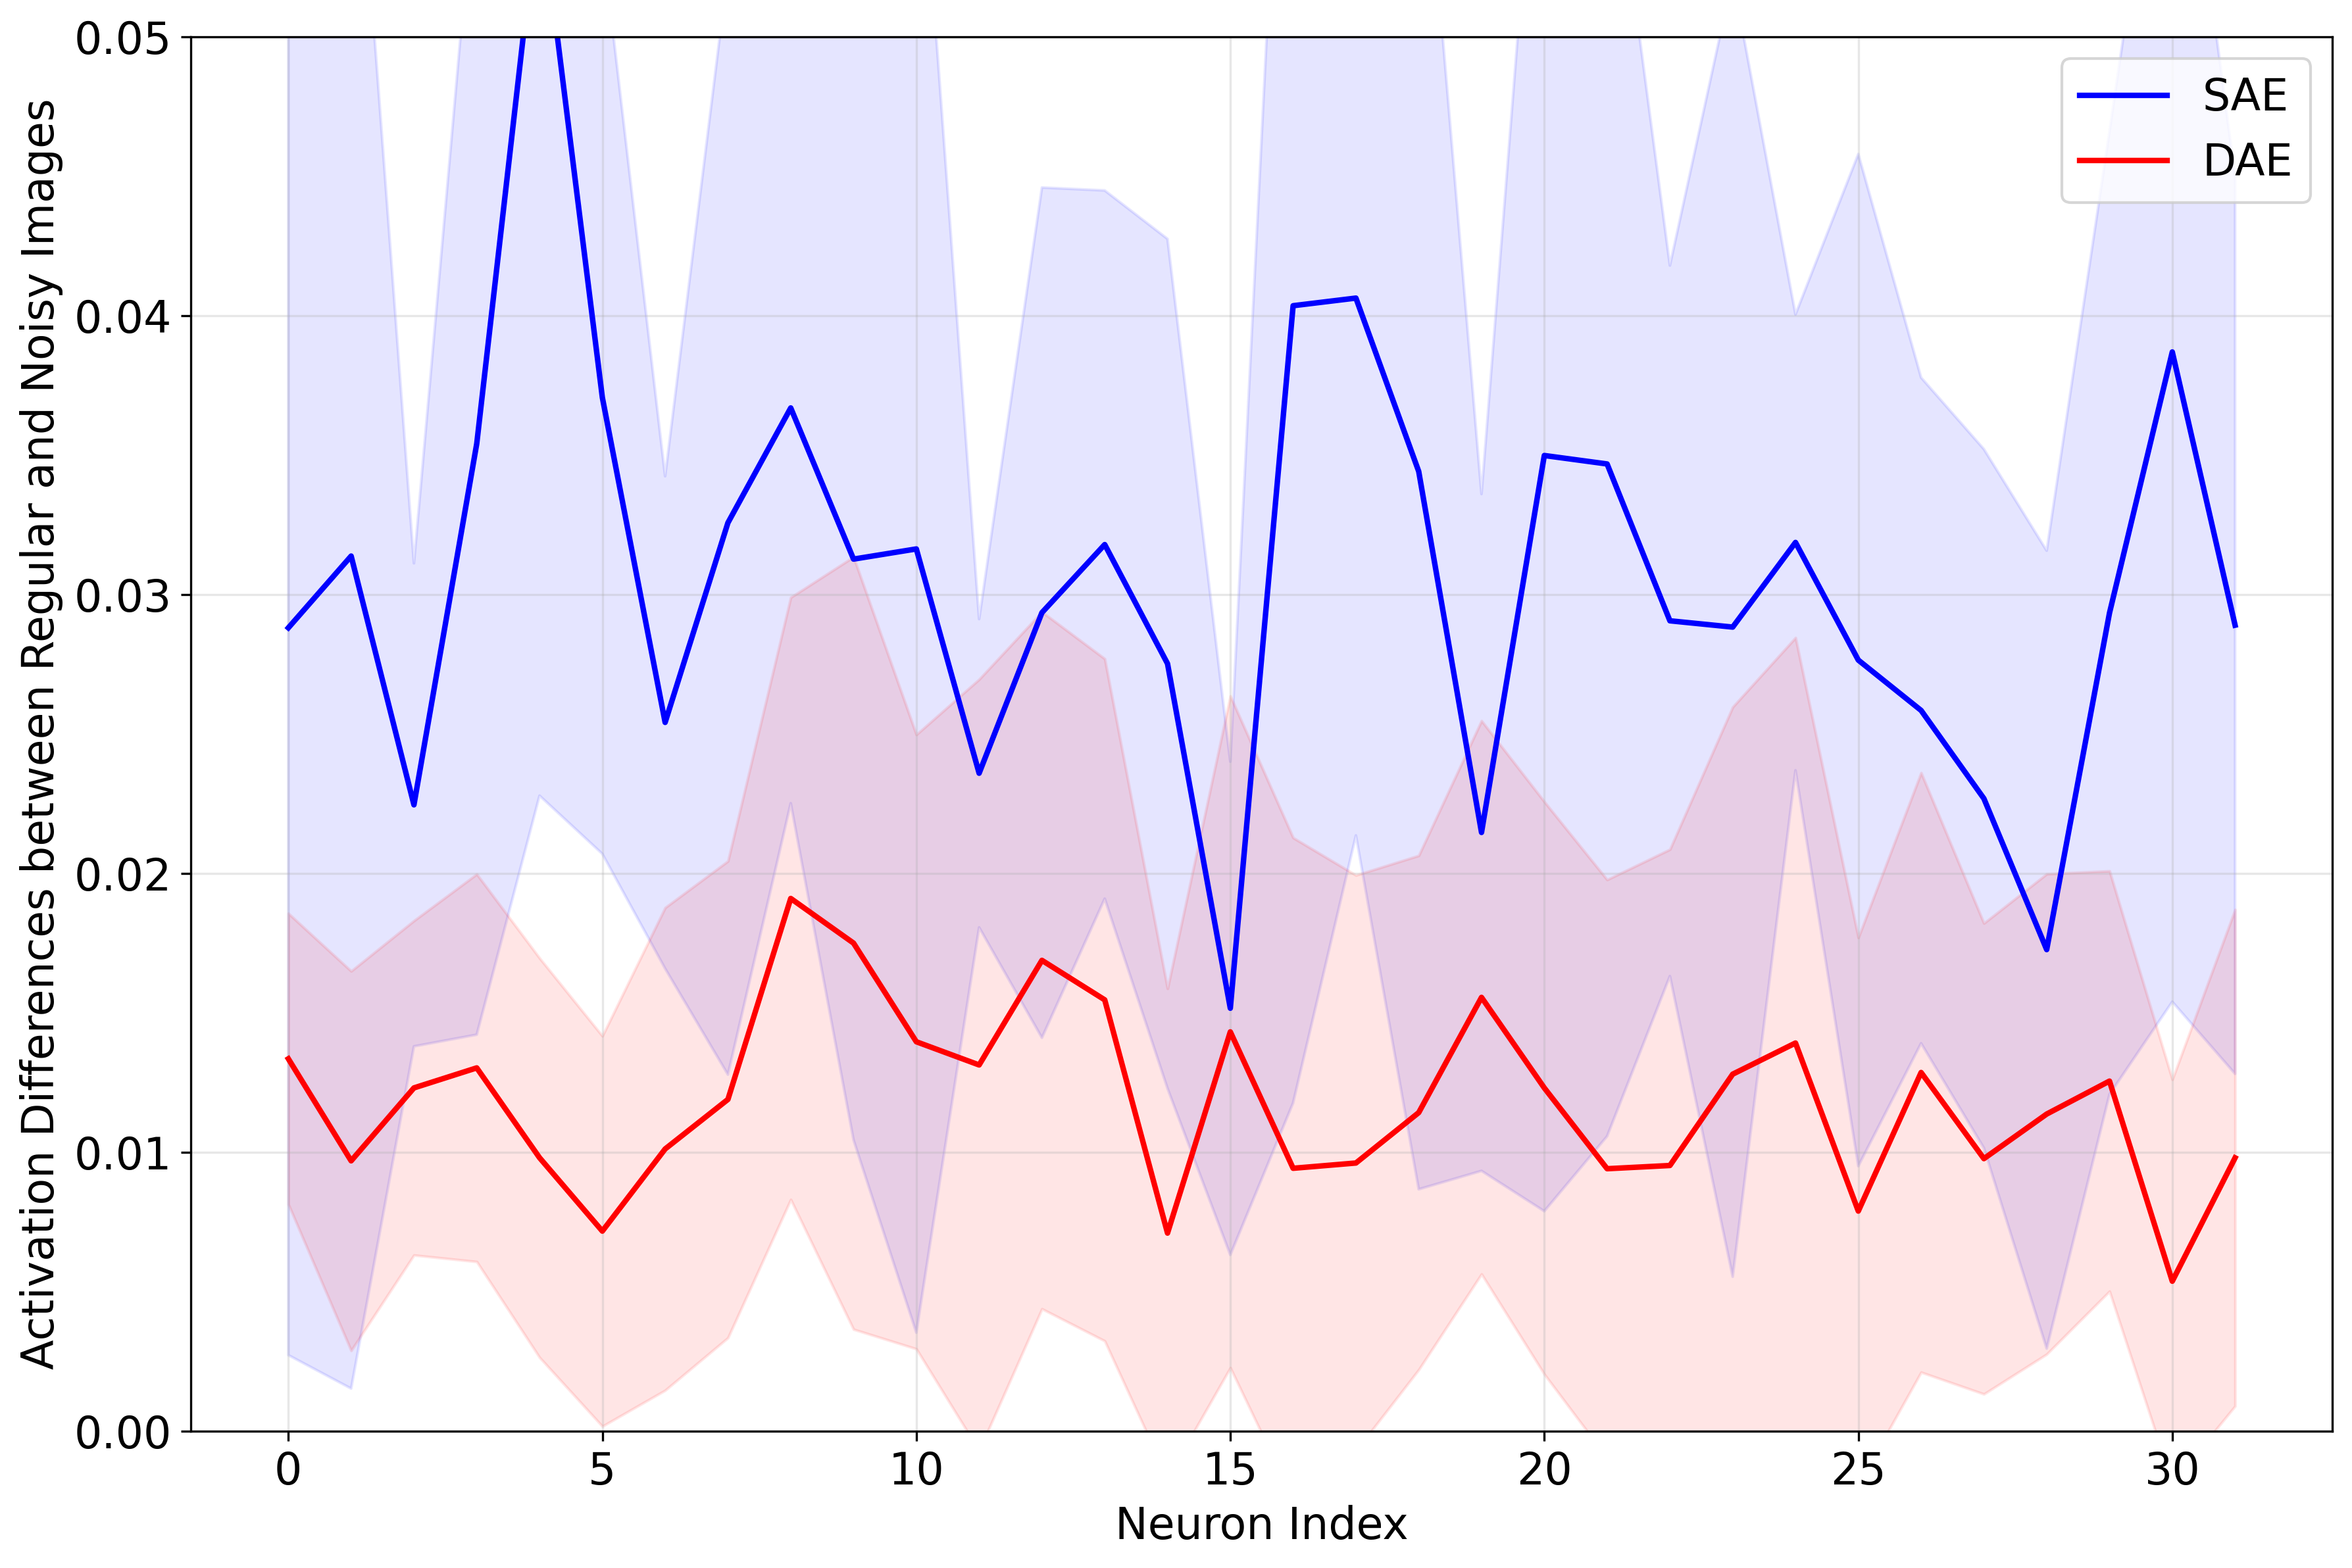 Activation Differences between Regular and Noisy Images
0.05
0.04
0.03
0.02
0.01
0.00
SAE
DAE
0 5 10 15 20 25 30
Neuron Index